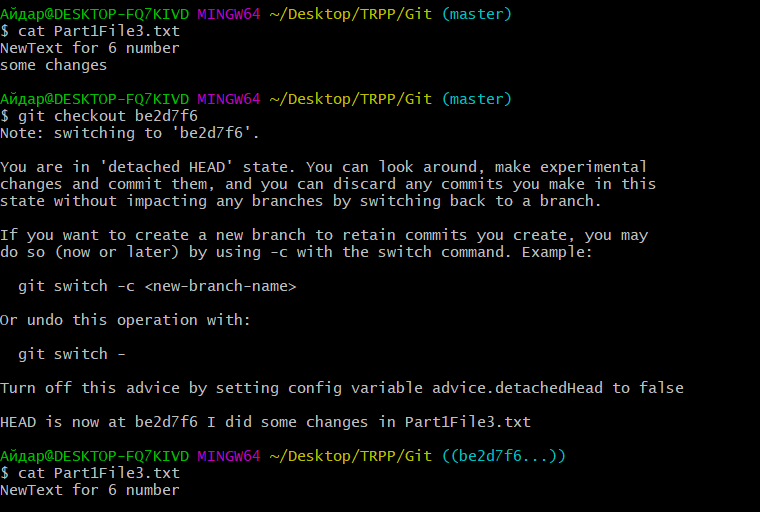 Айдар@DESKTOP-FQ7KIVD MINGW64 ~/Desktop/TRPP/Git (master)
$ cat Part1File3.txt
NewText for 6 number
some changes
Айдар@DESKTOP-FQ7KIVD MINGW64 ~/Desktop/TRPP/Git (master)
$ git checkout be2d7f6
Note: switching to 'be2d7f6'.
You are in 'detached HEAD' state. You can look around, make experimental
changes and commit them, and you can discard any commits you make in this
state without impacting any branches by switching back to a branch.
If you want to create a new branch to retain commits you create, you may
do so (now or later) by using -c with the switch command. Example:
git switch -c <new-branch-name>
Or undo this operation with:
git switch -
Turn off this advice by setting config variable advice.detachedHead to false
HEAD is now at be2d7f6 I did some changes in Part1File3.txt
Айдар@DESKTOP-FQ7KIVD MINGW64 ~/Desktop/TRPP/Git ((be2d7f6...))
$ cat Part1File3.txt
NewText for 6 number